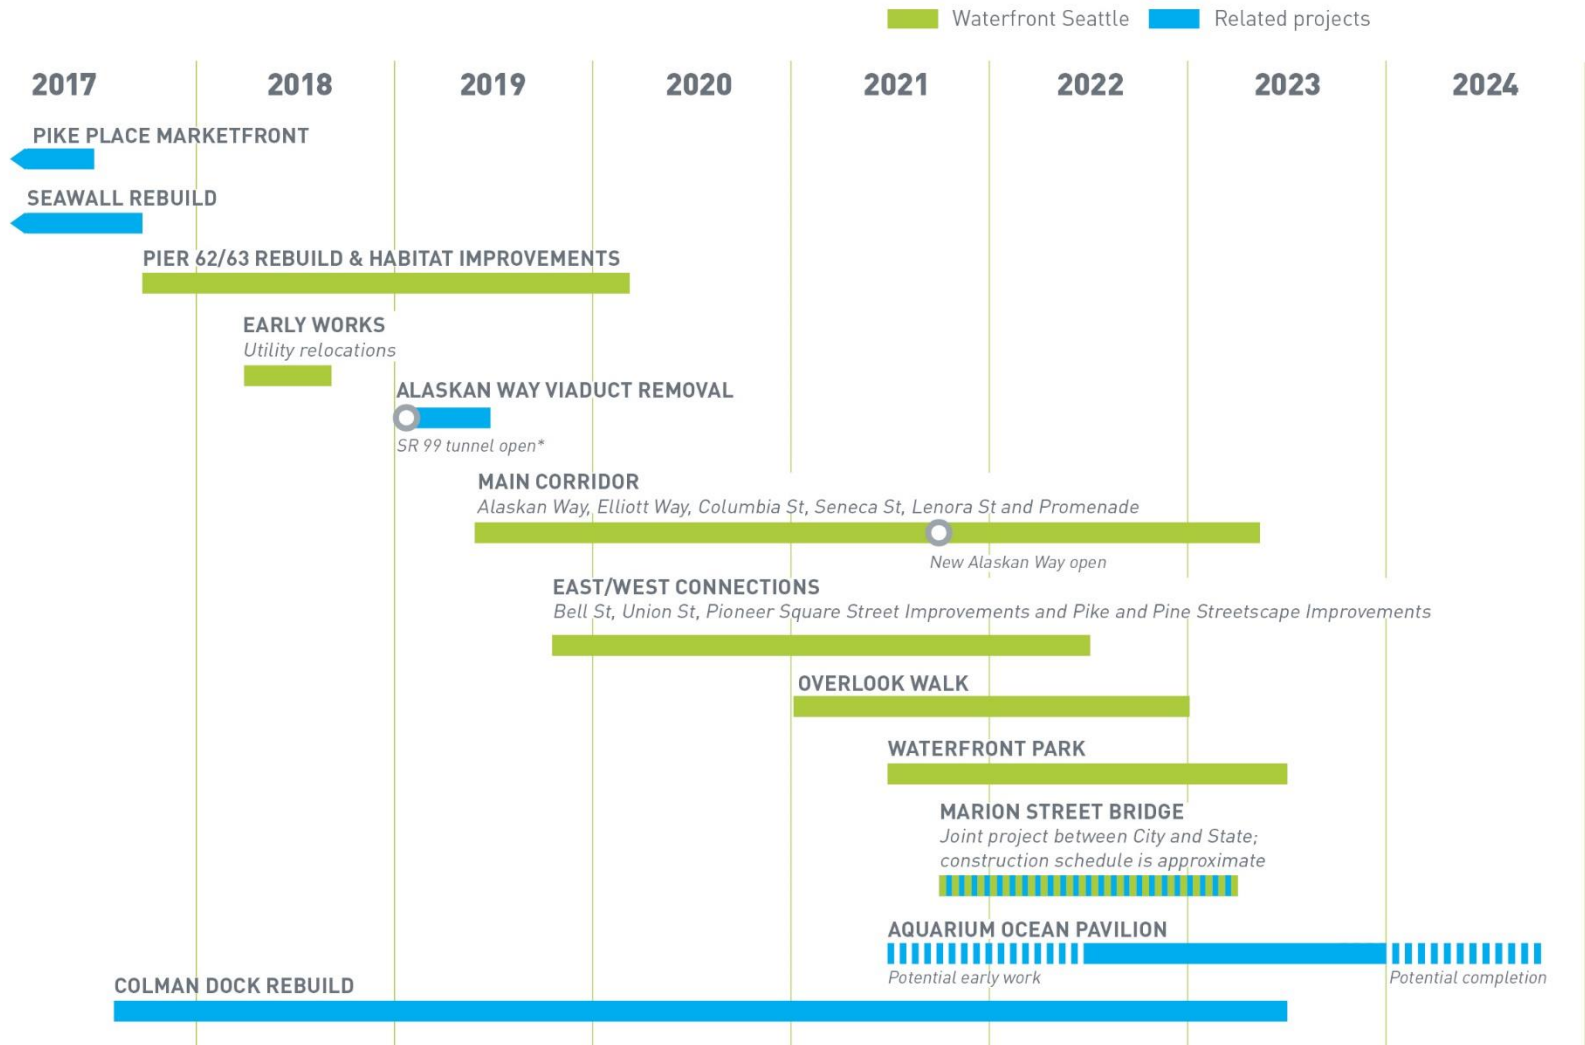 Waterfront Seattle Related projects
2017 2018 2019 2020 2021 2022 2023 2024
PIKE PLACE MARKETFRONT
SEAWALL REBUILD
PIER 62/63 REBUILD & HABITAT IMPROVEMENTS
EARLY WORKS
Utility relocations
ALASKAN WAY VIADUCT REMOVAL
SR 99 tunnel open*
MAIN CORRIDOR
Alaskan Way, Elliott Way, Columbia St, Seneca St, Lenora St and Promenade
New Alaskan Way open
EAST/WEST CONNECTIONS
Bell St, Union St, Pioneer Square Street Improvements and Pike and Pine Streetscape Improvements
OVERLOOK WALK
WATERFRONT PARK
MARION STREET BRIDGE
Joint project between City and State;
construction schedule is approximate
AQUARIUM OCEAN PAVILION
Potential early work Potential completion
COLMAN DOCK REBUILD